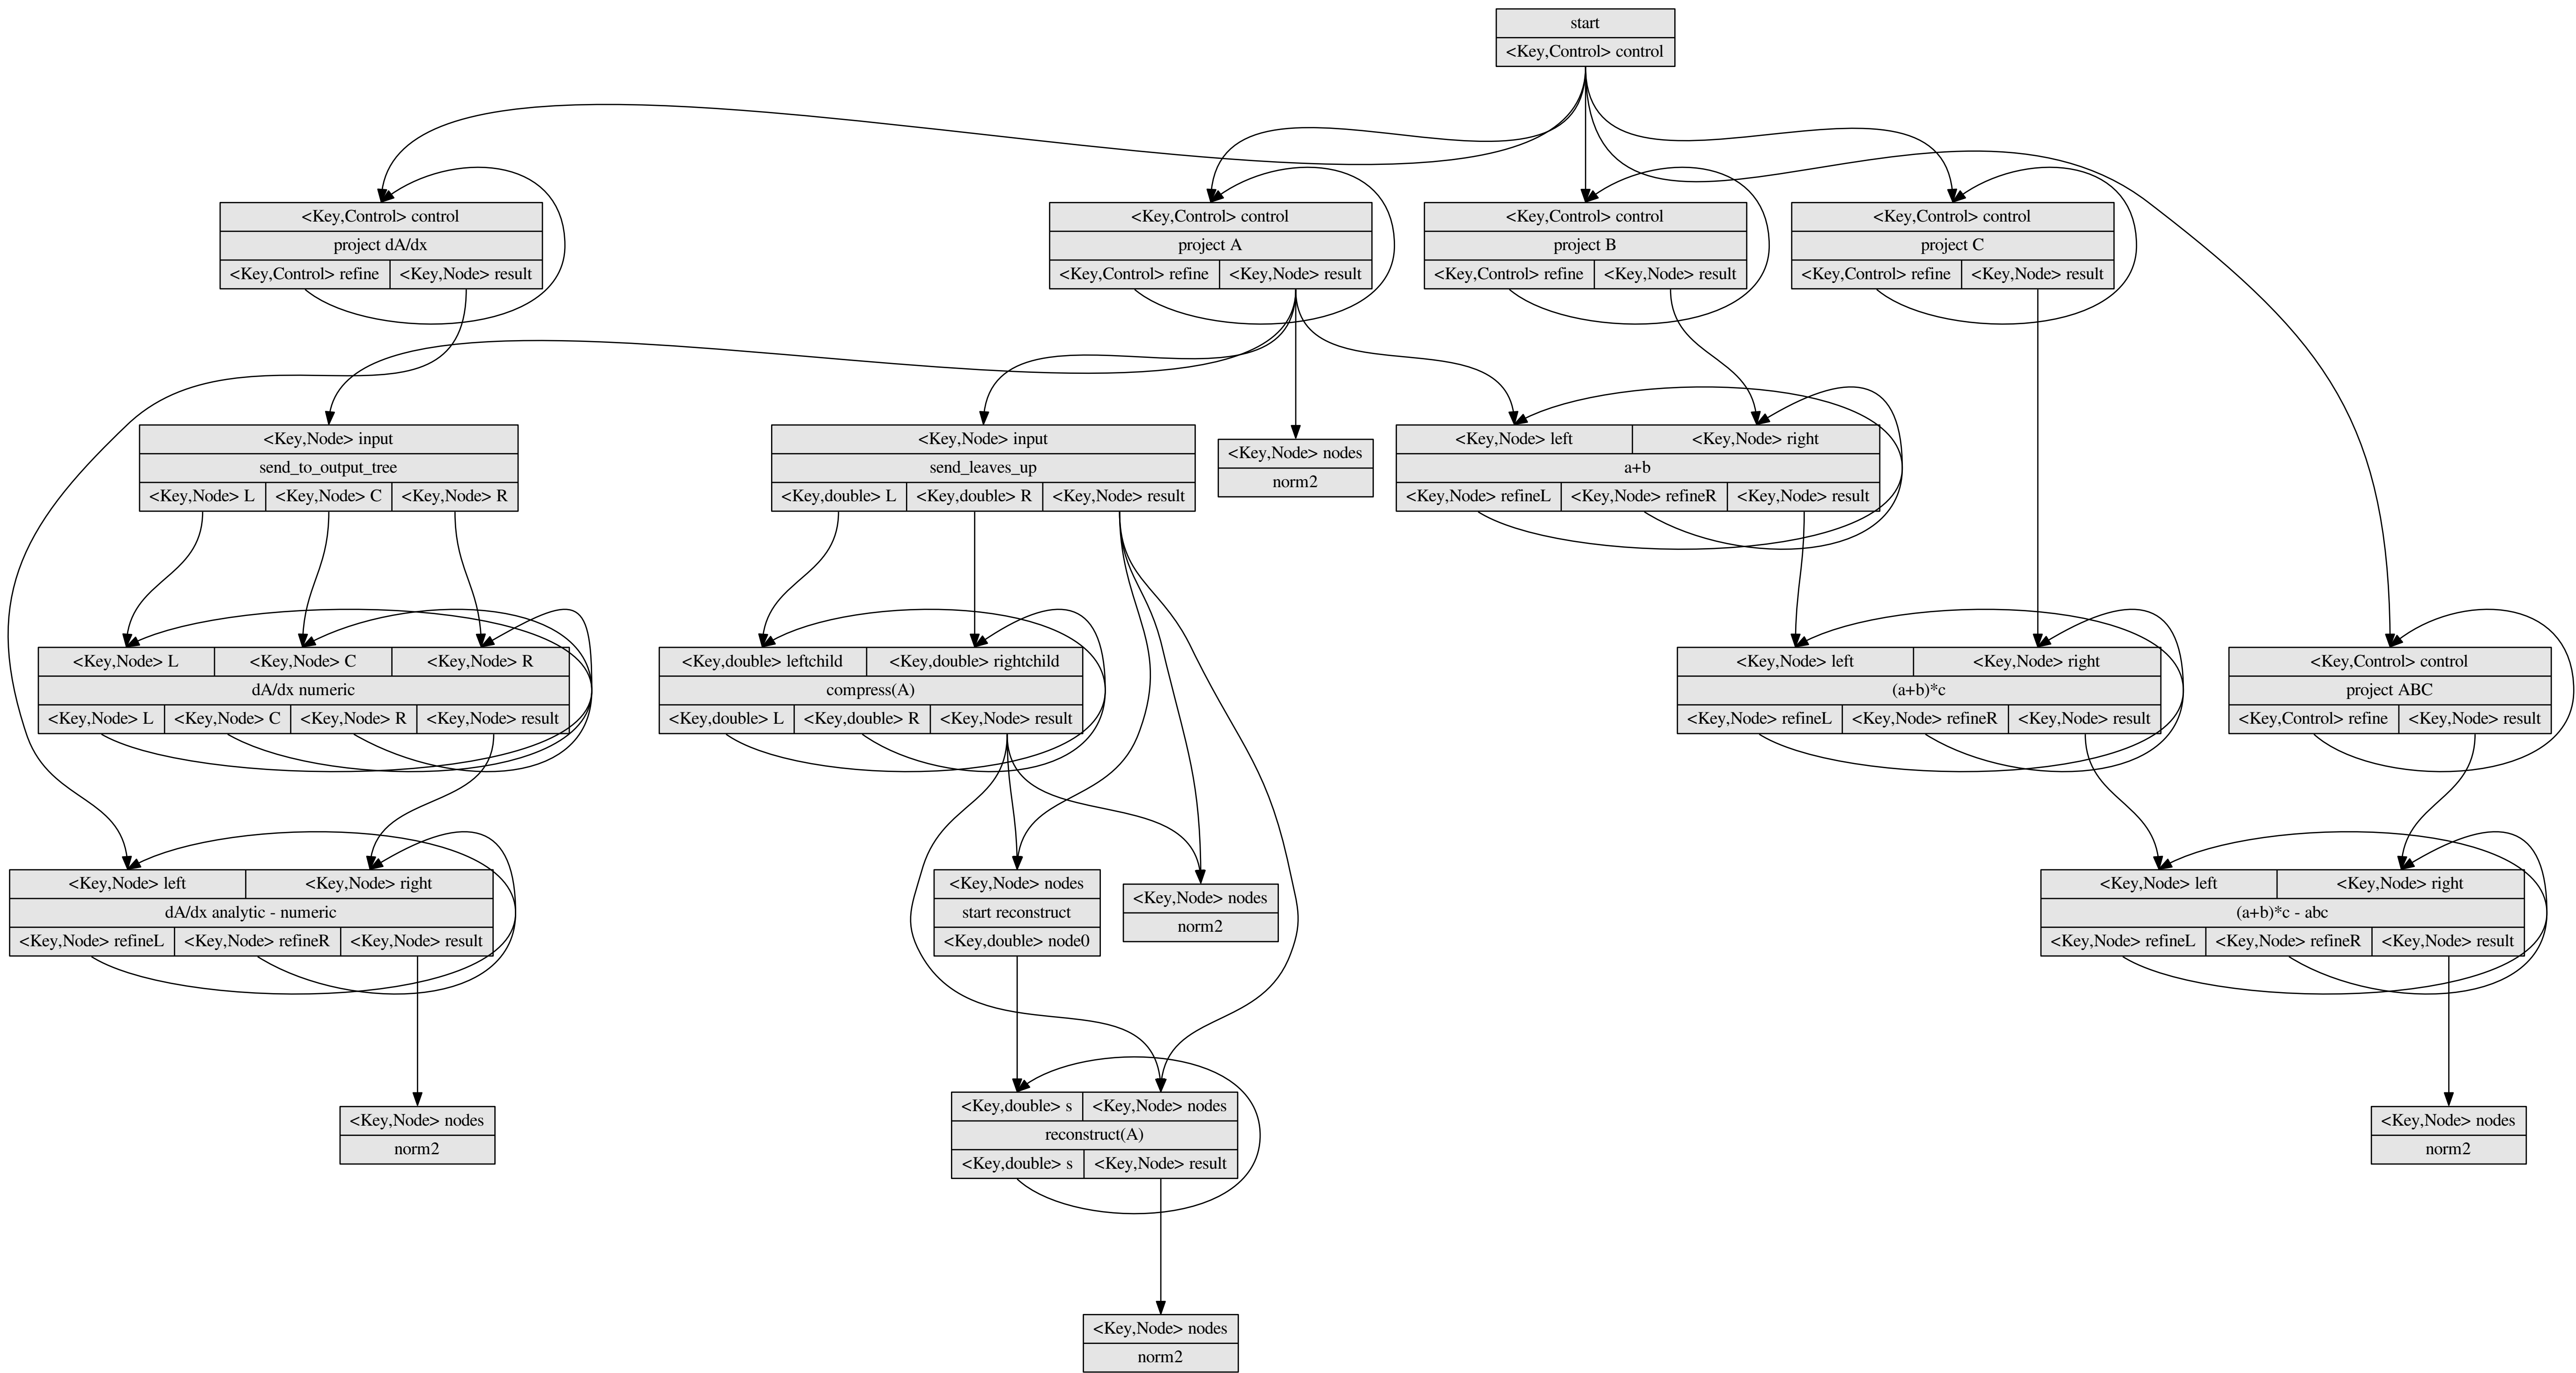 start
<Key,Control> control
<Key,Control> control
project dA/dx
<Key,Control> refine
<Key,Node> result
<Key,Control> control
project A
<Key,Control> refine
<Key,Node> result
<Key,Control> control
project B
<Key,Control> refine
<Key,Node> result
<Key,Control> control
project C
<Key,Control> refine
<Key,Node> result
<Key,Node> input
send_to_output_tree
<Key,Node> L
<Key,Node> C
<Key,Node> R
<Key,Node> input
send_leaves_up
<Key,double> L
<Key,double> R
<Key,Node> result
<Key,Node> nodes
norm2
<Key,Node> left
<Key,Node> right
a+b
<Key,Node> refineL
<Key,Node> refineR
<Key,Node> result
<Key,Node> L
<Key,Node> C
<Key,Node> R
dA/dx numeric
<Key,Node> L
<Key,Node> C
<Key,Node> R
<Key,Node> result
<Key,double> leftchild
<Key,double> rightchild
compress(A)
<Key,double> L
<Key,double> R
<Key,Node> result
<Key,Node> left
<Key,Node> right
(a+b)*c
<Key,Node> refineL
<Key,Node> refineR
<Key,Node> result
<Key,Control> control
project ABC
<Key,Control> refine
<Key,Node> result
<Key,Node> left
<Key,Node> right
dA/dx analytic - numeric
<Key,Node> refineL
<Key,Node> refineR
<Key,Node> result
<Key,Node> nodes
start reconstruct
<Key,double> node0
<Key,Node> nodes
norm2
<Key,Node> left
<Key,Node> right
(a+b)*c - abc
<Key,Node> refineL
<Key,Node> refineR
<Key,Node> result
<Key,Node> nodes
norm2
<Key,double> s
<Key,Node> nodes
reconstruct(A)
<Key,double> s
<Key,Node> result
<Key,Node> nodes
norm2
<Key,Node> nodes
norm2